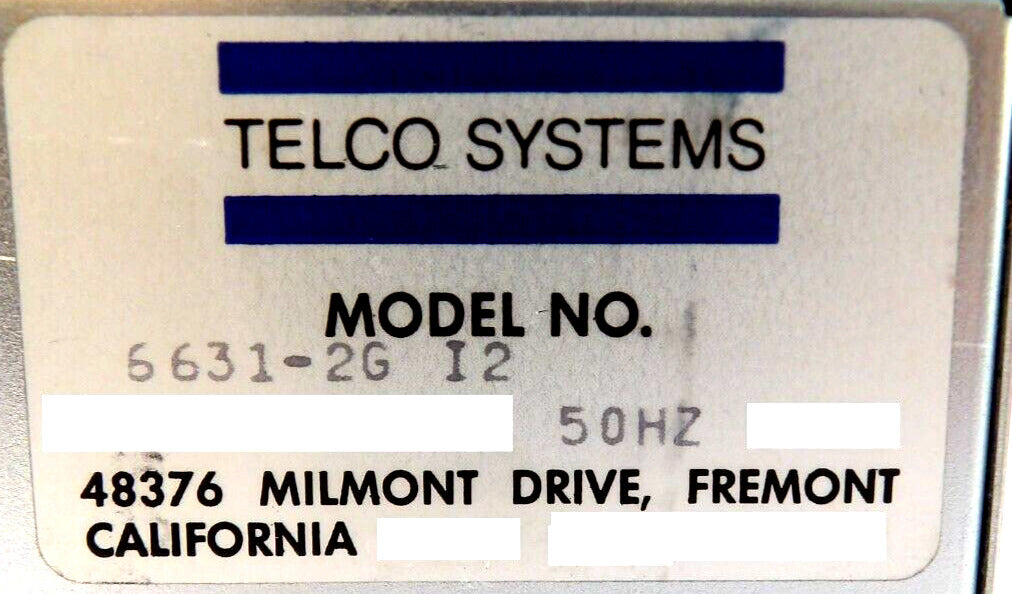 TELCO SYSTEMS
MODEL NO.
6631-2G I2
50HZ
48376 MILMONT DRIVE, FREMONT
CALIFORNIA